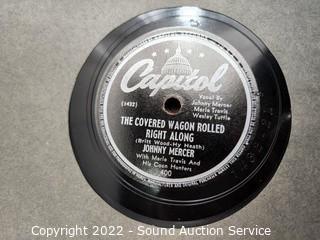 Capitol
(1432)
Vocal By
Johnny Mercer
Merle Travis
Wesley Tuttle
THE COVERED WAGON ROLLED
RIGHT ALONG
(Britt Wood-Hy Heath)
JOHNNY MERCER
With Merle Travis And
His Coon Hunters
400
Copyright 2022 - Sound Auction Service